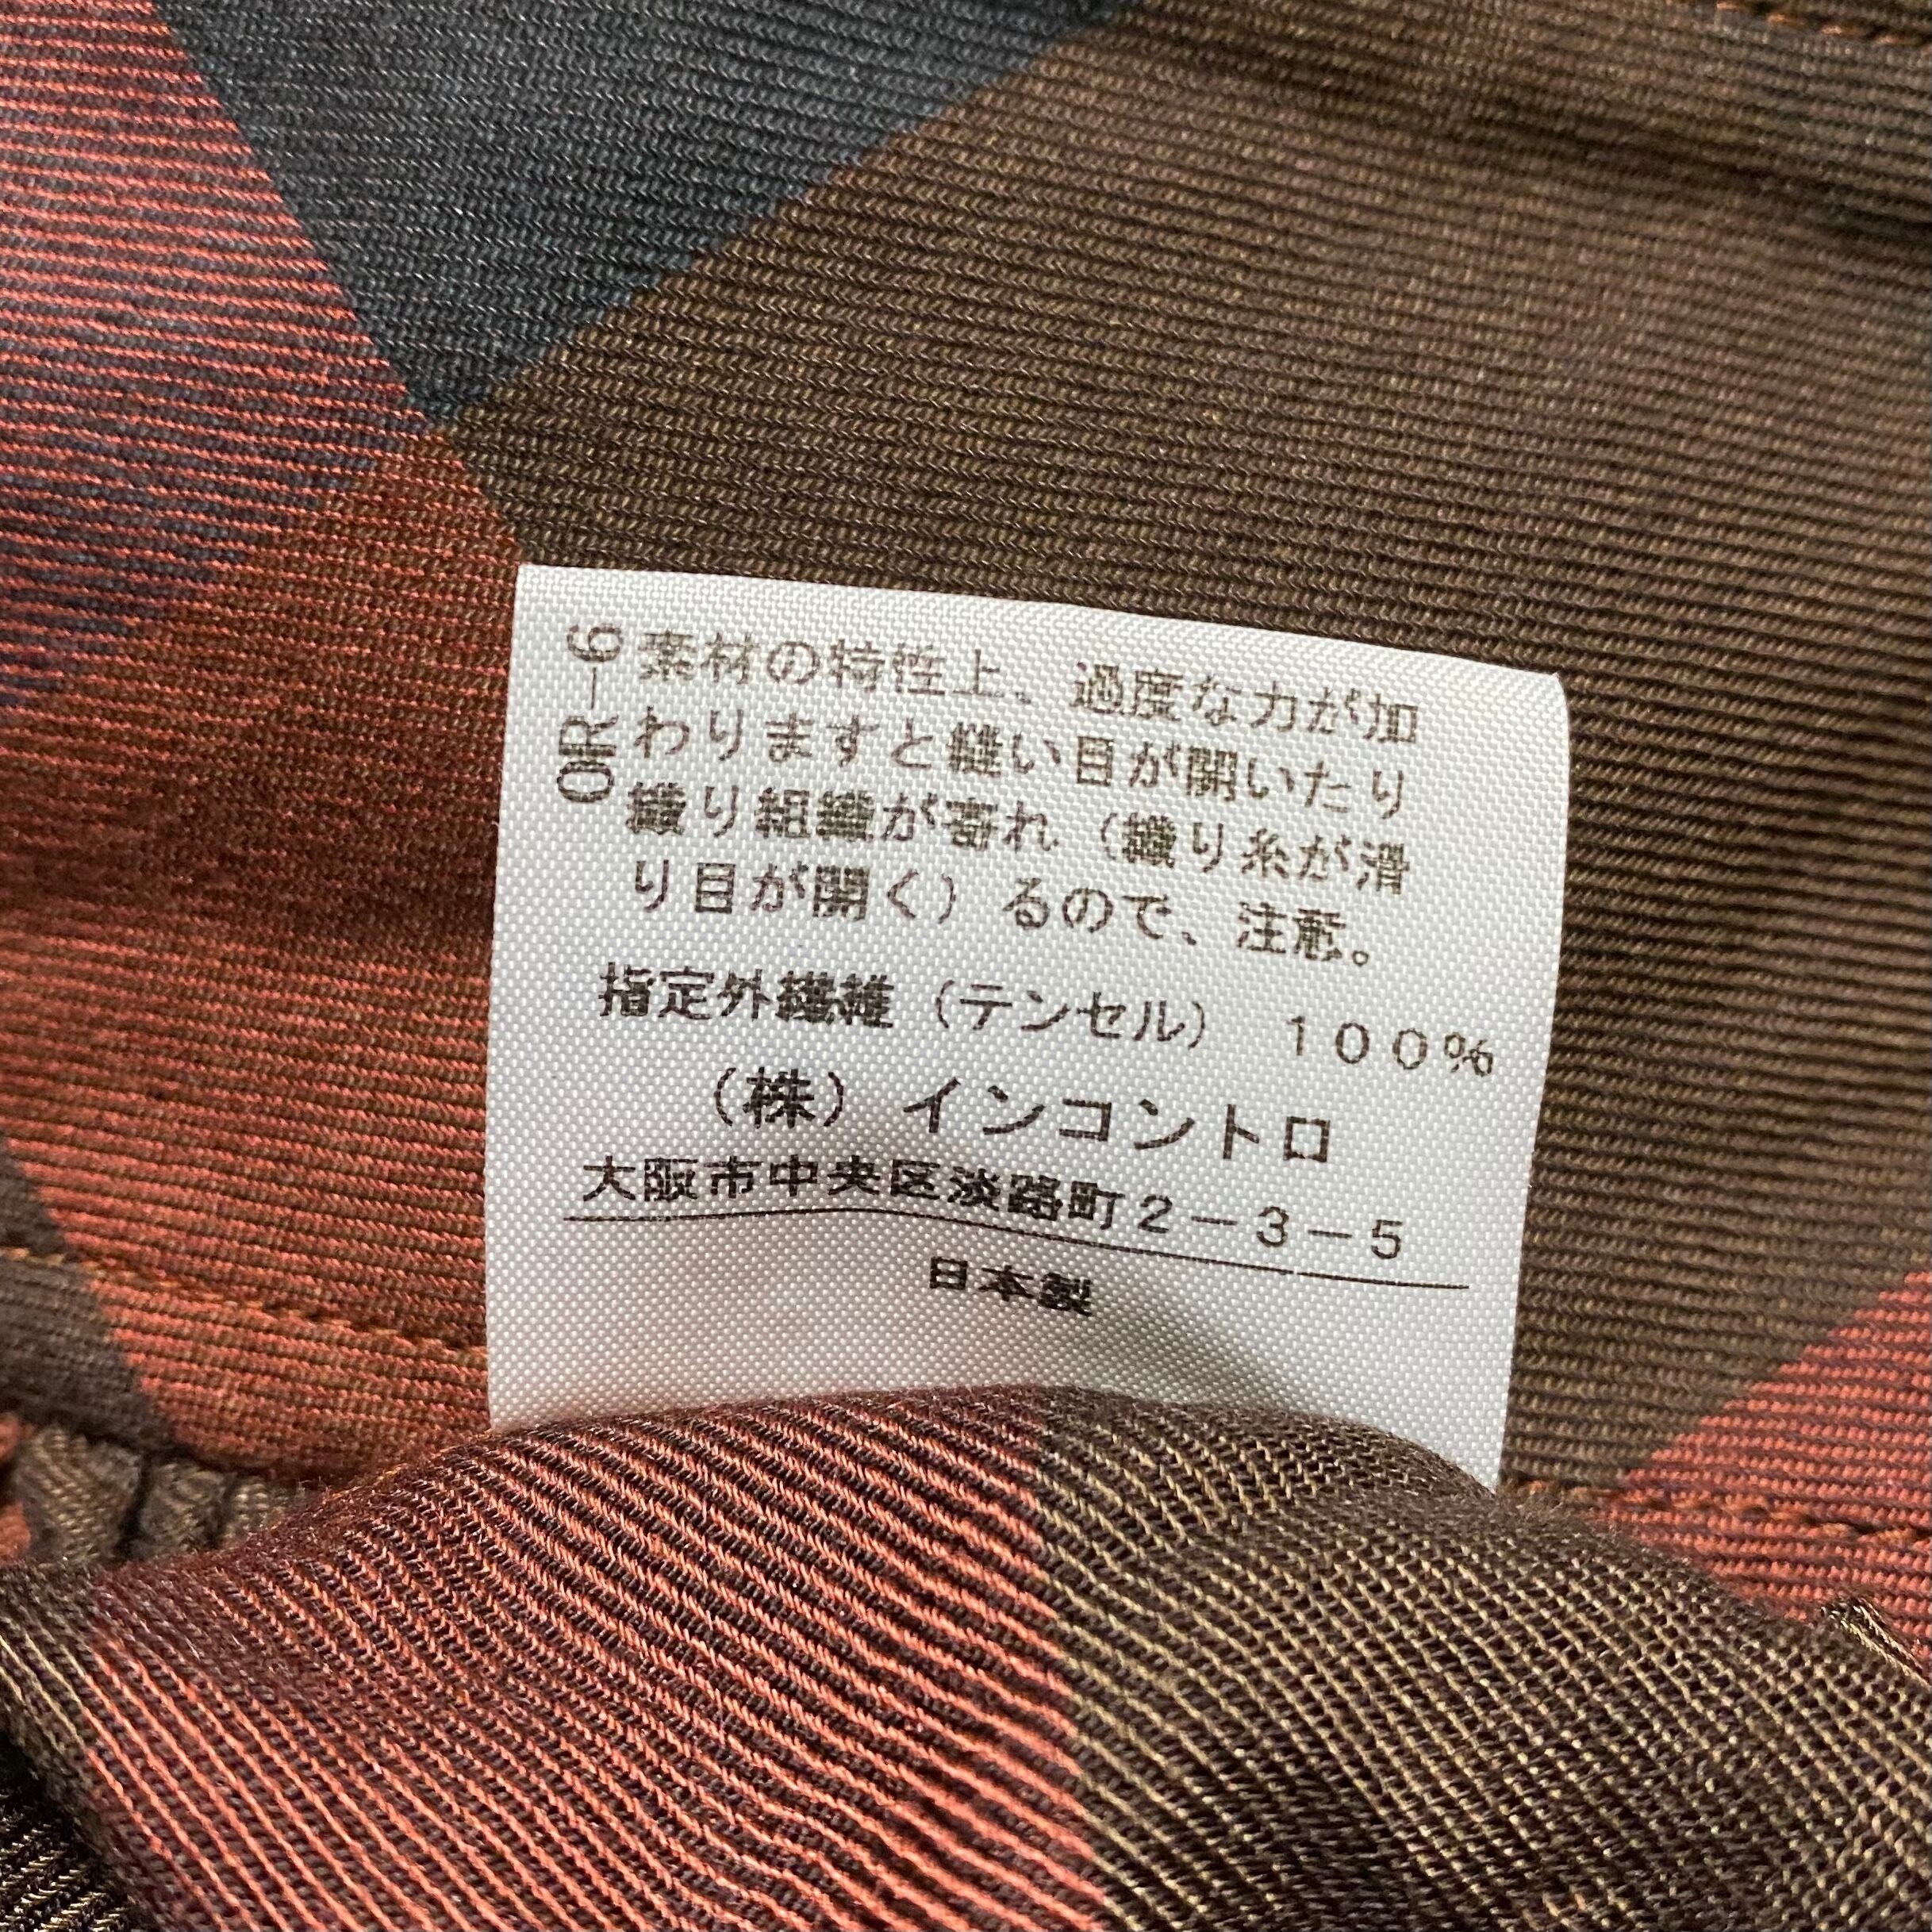 OR-6
素材の特性上、過度な力が加
わりますと縫い目が開いたり
織り組織が寄れ（織り糸が滑
り目が開く）るので、注意。
指定外繊維（テンセル） 100%
（株）インコントロ
大阪市中央区淡路町2-3-5
日本製